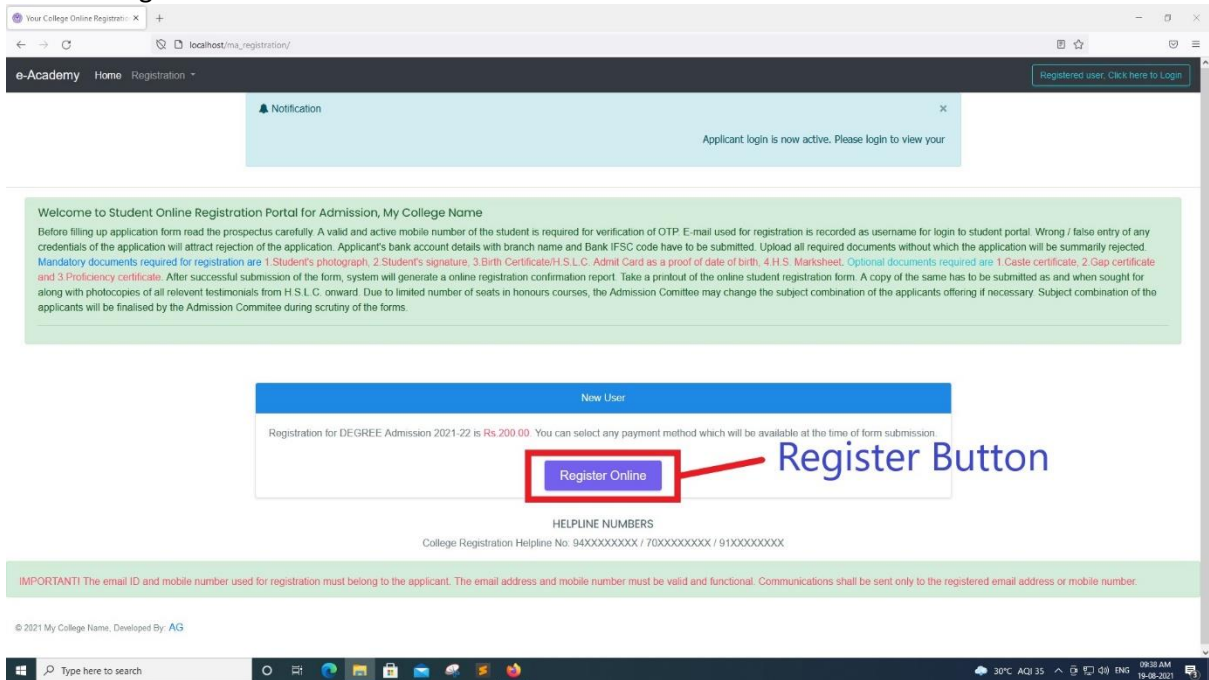 Your College Online Registratio
localhost/ma_registration/
e-Academy Home Registration
Registered user, Click here to Login
Notification
Applicant login is now active. Please login to view your
Welcome to Student Online Registration Portal for Admission, My College Name
Before filling up application form read the prospectus carefully. A valid and active mobile number of the student is required for verification of OTP. E-mail used for registration is recorded as username for login to student portal. Wrong / false entry of any
credentials of the application will attract rejection of the application. Applicant's bank account details with branch name and Bank IFSC code have to be submitted. Upload all required documents without which the application will be summarily rejected.
Mandatory documents required for registration are 1.Student's photograph, 2.Student's signature, 3.Birth Certificate/H.S.L.C. Admit Card as a proof of date of birth, 4.H.S. Marksheet. Optional documents required are 1.Caste certificate, 2.Gap certificate
and 3.Proficiency certificate. After successful submission of the form, system will generate a online registration confirmation report. Take a printout of the online student registration form. A copy of the same has to be submitted as and when sought for
along with photocopies of all relevent testimonials from H.S.L.C. onward. Due to limited number of seats in honours courses, the Admission Comittee may change the subject combination of the applicants offering if necessary. Subject combination of the
applicants will be finalised by the Admission Commitee during scrutiny of the forms.
New User
Registration for DEGREE Admission 2021-22 is Rs.200.00. You can select any payment method which will be available at the time of form submission.
Register Online
Register Button
HELPLINE NUMBERS
College Registration Helpline No: 94XXXXXXXX / 70XXXXXXXX / 91XXXXXXXX
IMPORTANT! The email ID and mobile number used for registration must belong to the applicant. The email address and mobile number must be valid and functional. Communications shall be sent only to the registered email address or mobile number.
© 2021 My College Name, Developed By: AG
Type here to search
30°C AQI 35
ENG
09:38 AM
19-08-2021